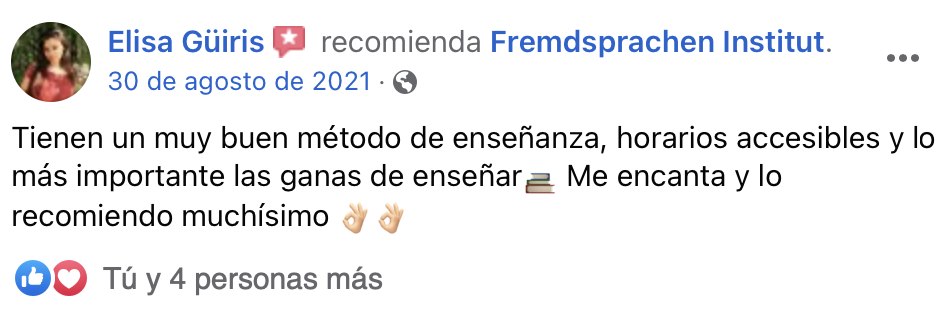 Elisa Güiris recomienda Fremdsprachen Institut.
30 de agosto de 2021 ·
Tienen un muy buen método de enseñanza, horarios accesibles y lo
más importante las ganas de enseñar📚 Me encanta y lo
recomiendo muchísimo 👌🏻👌🏻
Tú y 4 personas más